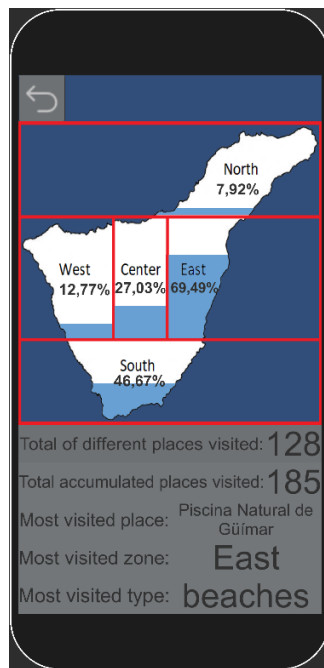 North
7,92%
West
12,77%
Center
27,03%
East
69,49%
South
46,67%
Total of different places visited: 128
Total accumulated places visited: 185
Most visited place: Piscina Natural de
Güímar
Most visited zone: East
Most visited type: beaches